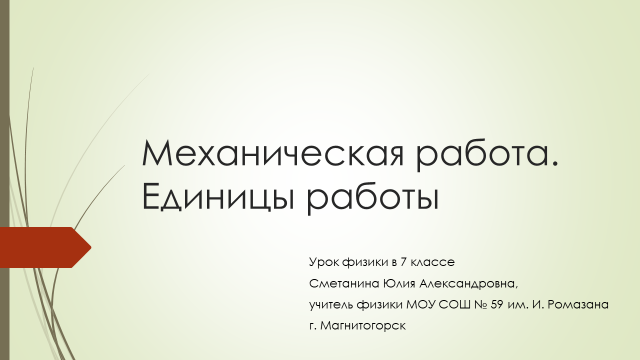 Механическая работа.
Единицы работы
Урок физики в 7 классе
Сметанина Юлия Александровна,
учитель физики МОУ СОШ № 59 им. И. Ромазана
г. Магнитогорск